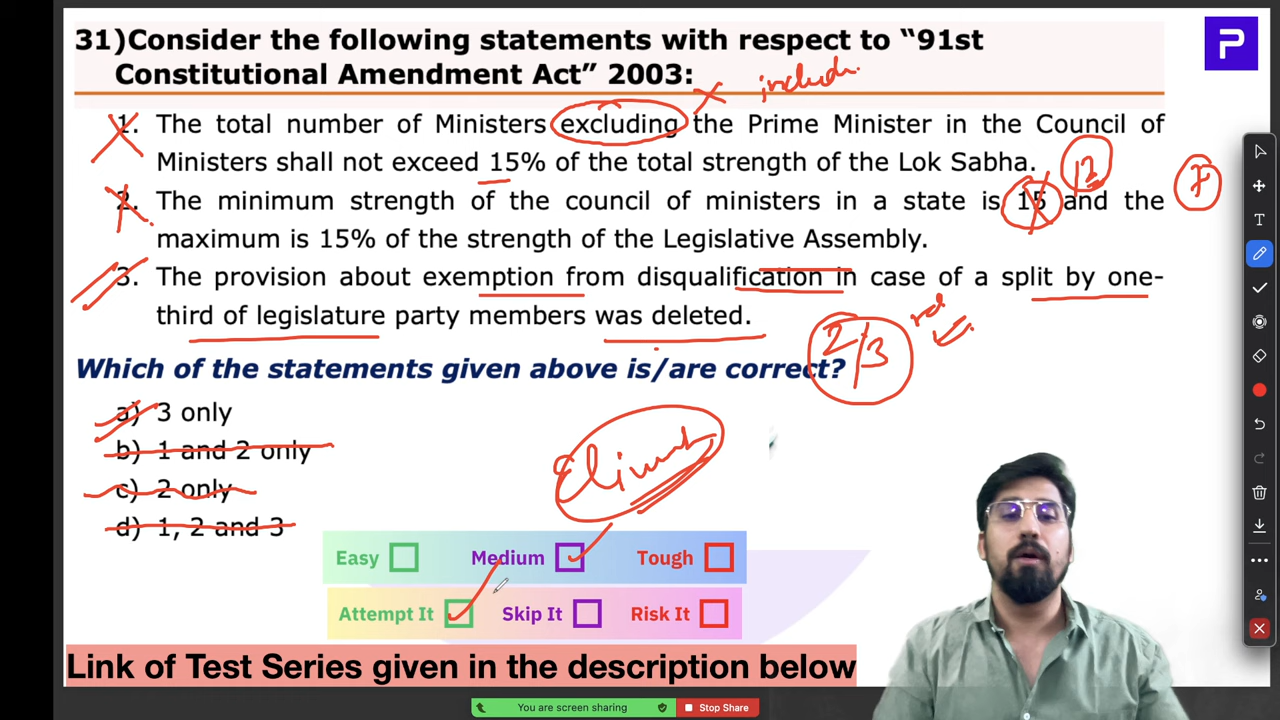 31)Consider the following statements with respect to "91st
Constitutional Amendment Act" 2003:
includ.
1. The total number of Ministers excluding the Prime Minister in the Council of
Ministers shall not exceed 15% of the total strength of the Lok Sabha.
12
7
2. The minimum strength of the council of ministers in a state is 15 and the
maximum is 15% of the strength of the Legislative Assembly.
3. The provision about exemption from disqualification in case of a split by one-
third of legislature party members was deleted.
2/3 rd
Which of the statements given above is/are correct?
a) 3 only
b) 1 and 2 only
c) 2 only
d) 1, 2 and 3
Easy Medium Tough
Attempt It Skip It Risk It
Link of Test Series given in the description below
You are screen sharing Stop Share
P
T